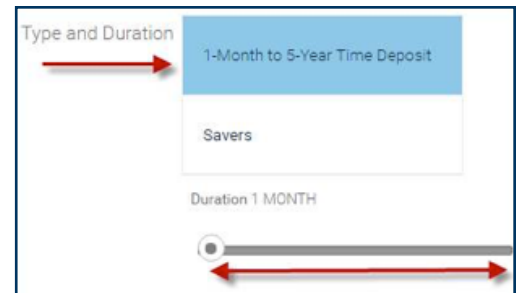 Type and Duration
1-Month to 5-Year Time Deposit
Savers
Duration 1 MONTH